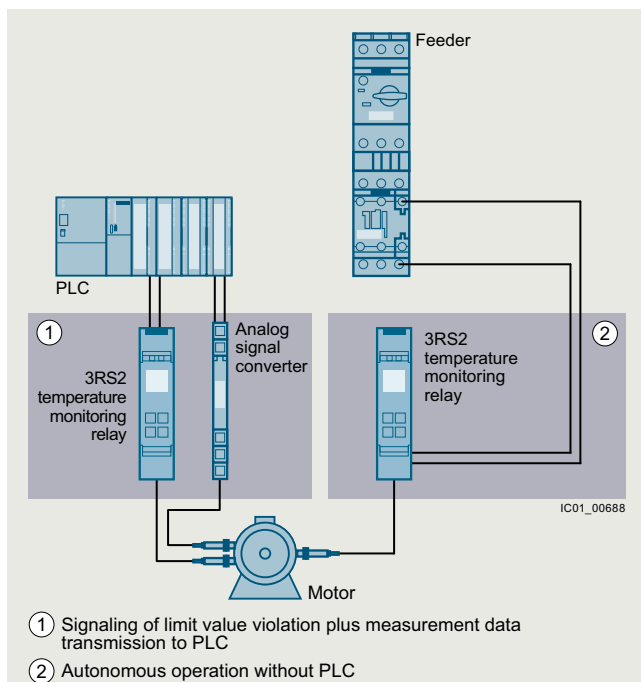 Feeder
PLC
1
Analog
signal
converter
3RS2
temperature
monitoring
relay
3RS2
temperature
monitoring
relay
2
IC01_00688
Motor
1 Signaling of limit value violation plus measurement data
transmission to PLC
2 Autonomous operation without PLC